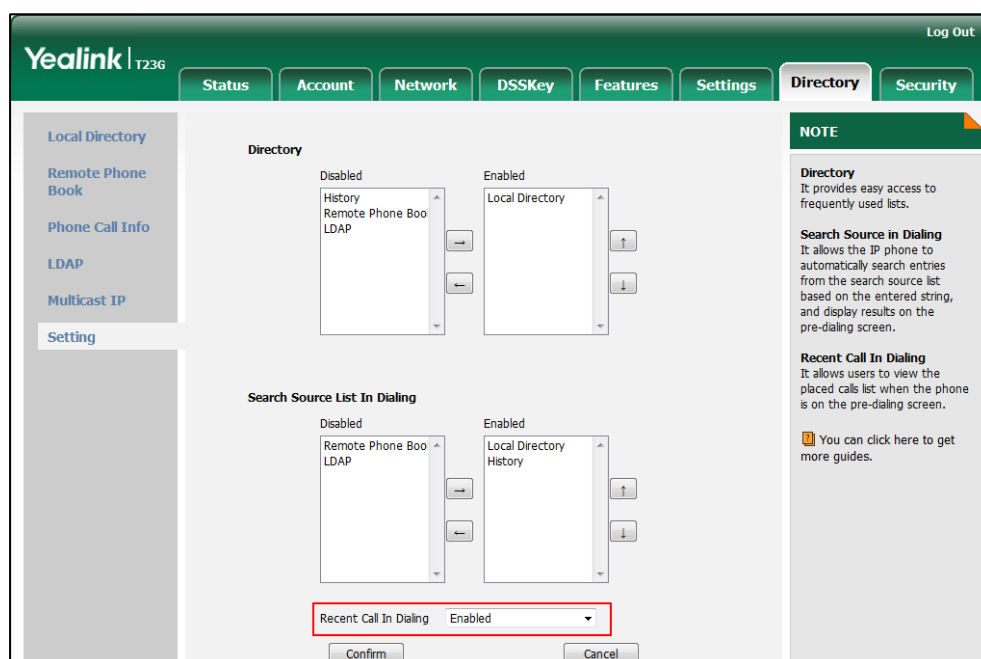 Log Out
Yealink T23G
Status Account Network DSSKey Features Settings Directory Security
Local Directory
Remote Phone
Book
Phone Call Info
LDAP
Multicast IP
Setting
Directory
Disabled Enabled
History
Remote Phone Boo
LDAP
Local Directory
→
←
↑
↓
Search Source List In Dialing
Disabled Enabled
Remote Phone Boo
LDAP
Local Directory
History
→
←
↑
↓
Recent Call In Dialing Enabled
Confirm Cancel
NOTE
Directory
It provides easy access to
frequently used lists.
Search Source in Dialing
It allows the IP phone to
automatically search entries
from the search source list
based on the entered string,
and display results on the
pre-dialing screen.
Recent Call In Dialing
It allows users to view the
placed calls list when the phone
is on the pre-dialing screen.
? You can click here to get
more guides.